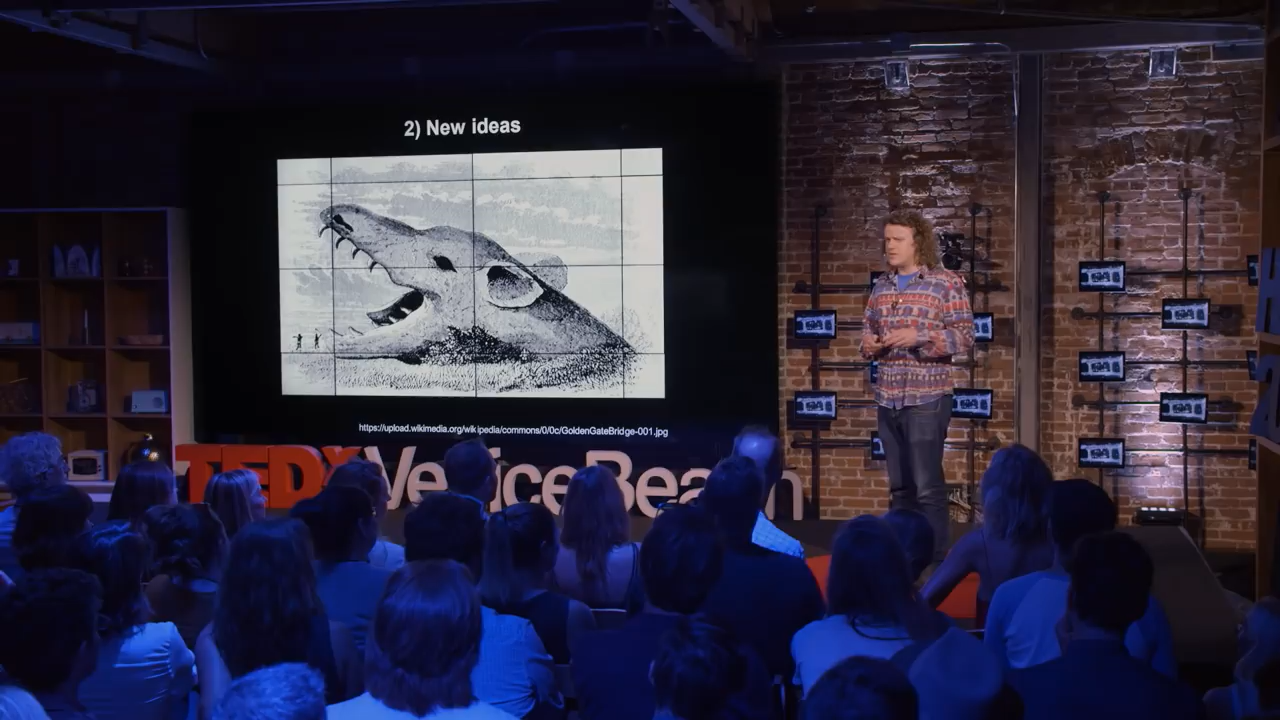 2) New ideas
https://upload.wikimedia.org/wikipedia/commons/0/0c/GoldenGateBridge-001.jpg
TEDxVeniceBeach